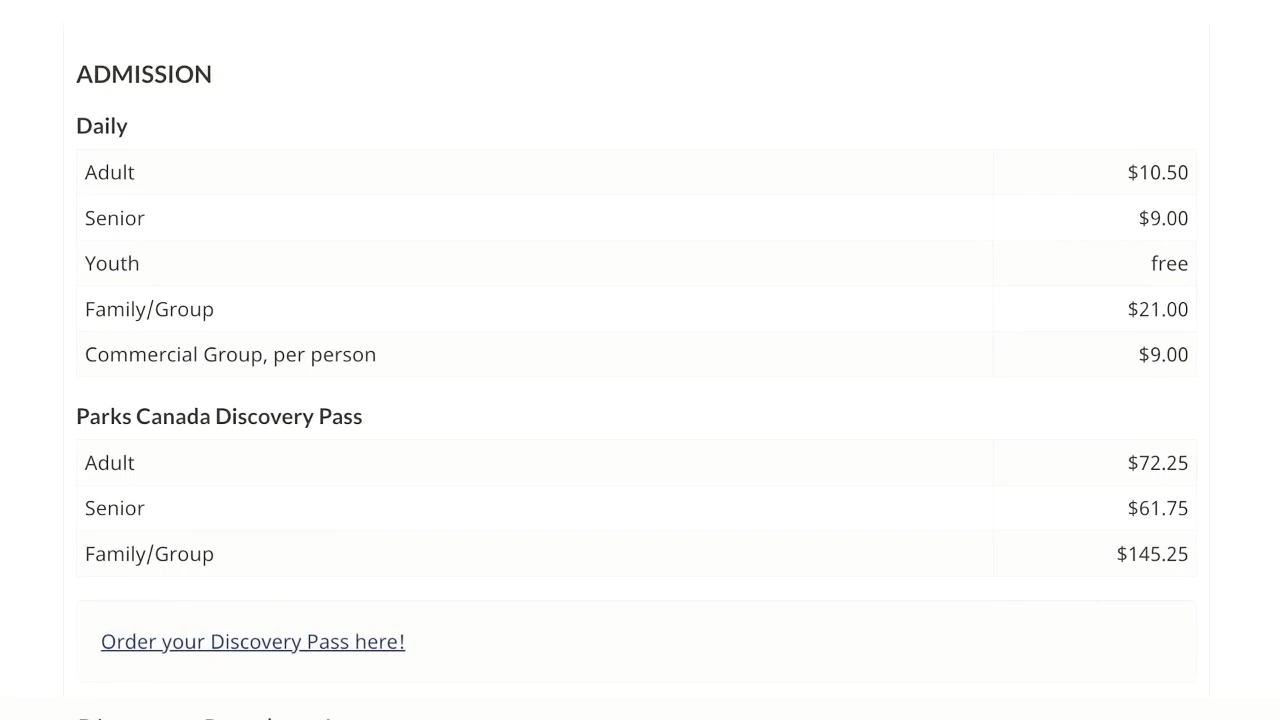 ADMISSION
Daily
Adult $10.50
Senior $9.00
Youth free
Family/Group $21.00
Commercial Group, per person $9.00
Parks Canada Discovery Pass
Adult $72.25
Senior $61.75
Family/Group $145.25
Order your Discovery Pass here!